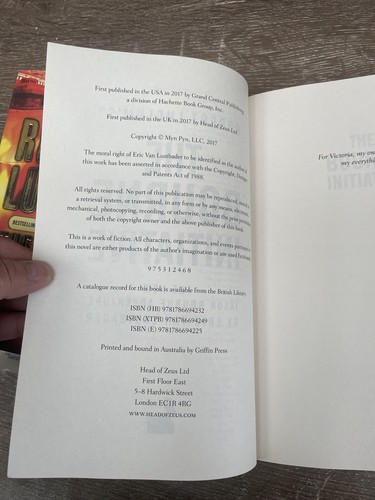 First published in the USA in 2017 by Grand Central Publishing,
a division of Hachette Book Group, Inc.
First published in the UK in 2017 by Head of Zeus Ltd
Copyright © Myn Pyn, LLC, 2017
The moral right of Eric Van Lustbader to be identified as the author of
this work has been asserted in accordance with the Copyright, Designs
and Patents Act of 1988.
All rights reserved. No part of this publication may be reproduced, stored in
a retrieval system, or transmitted, in any form or by any means, electronic,
mechanical, photocopying, recording, or otherwise, without the prior permission
of both the copyright owner and the above publisher of this book.
This is a work of fiction. All characters, organizations, and events portrayed in
this novel are either products of the author's imagination or are used fictitiously.
9 7 5 3 1 2 4 6 8
A catalogue record for this book is available from the British Library.
ISBN (HB) 9781786694232
ISBN (XTPB) 9781786694249
ISBN (E) 9781786694225
Printed and bound in Australia by Griffin Press
Head of Zeus Ltd
First Floor East
5–8 Hardwick Street
London EC1R 4RG
WWW.HEADOFZEUS.COM
For Victoria, my
my everything
BESTSELLING